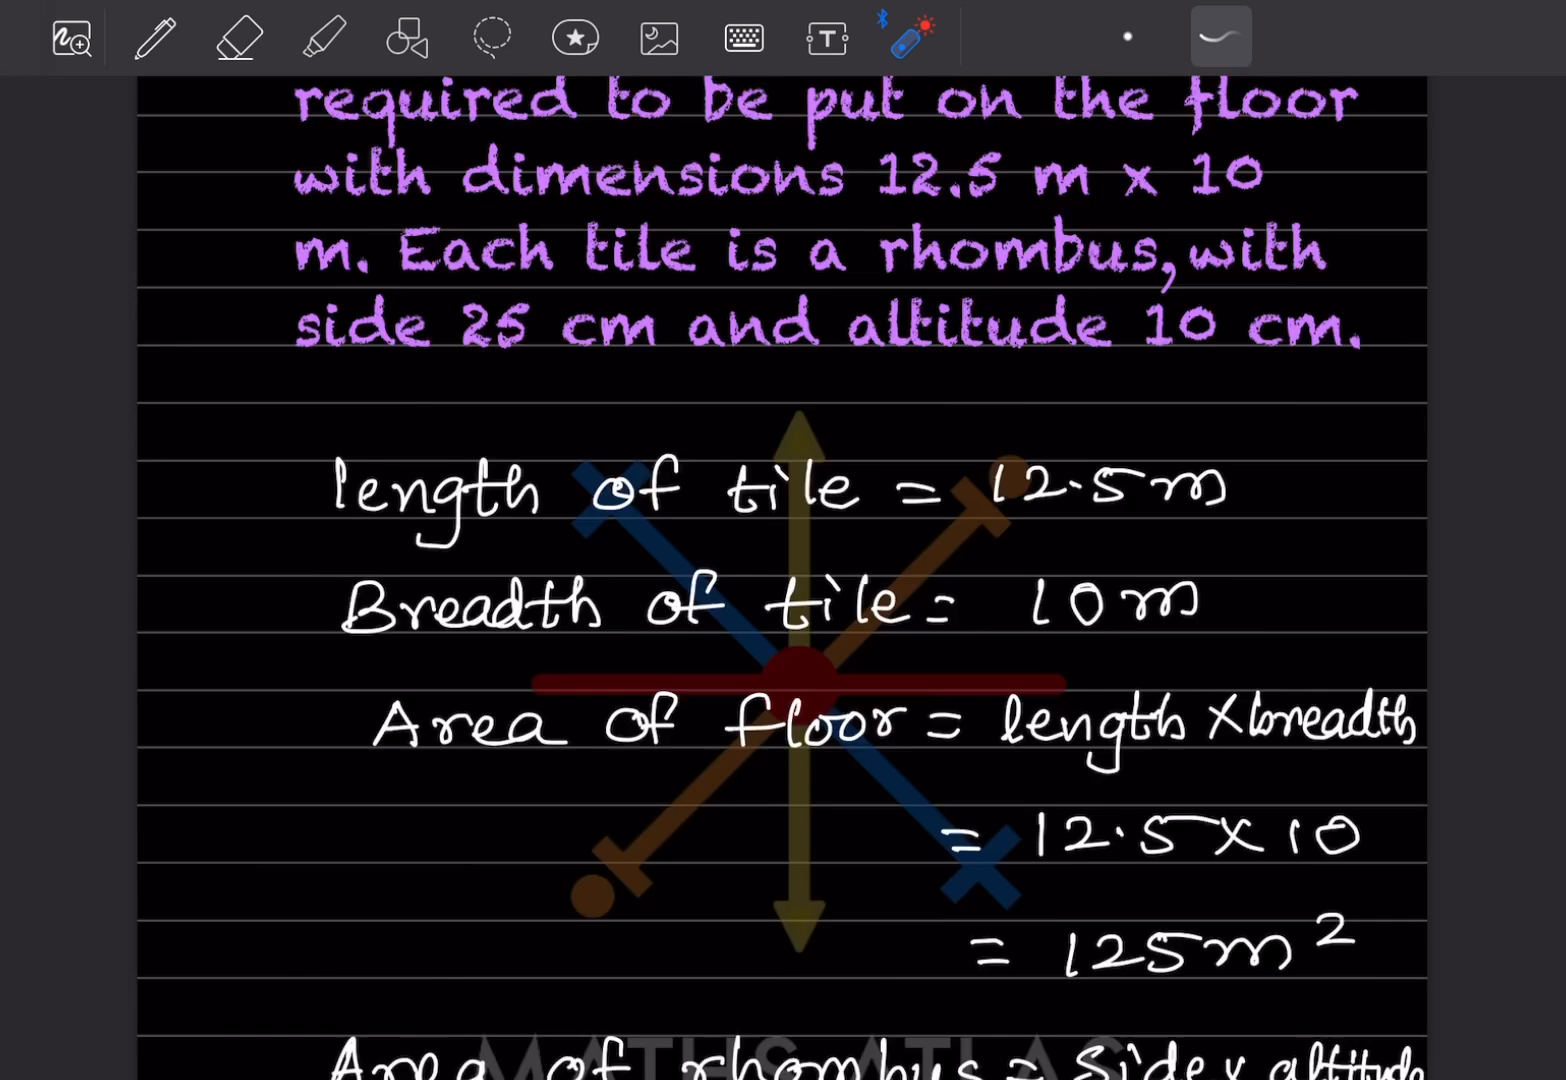 required to be put on the floor
with dimensions 12.5 m x 10
m. Each tile is a rhombus, with
side 25 cm and altitude 10 cm.
length of tile = 12.5m
Breadth of tile = 10m
Area of floor = length × breadth
= 12.5 × 10
= 125m²
MATHS ATLAS
Area of rhombus = side × altitude